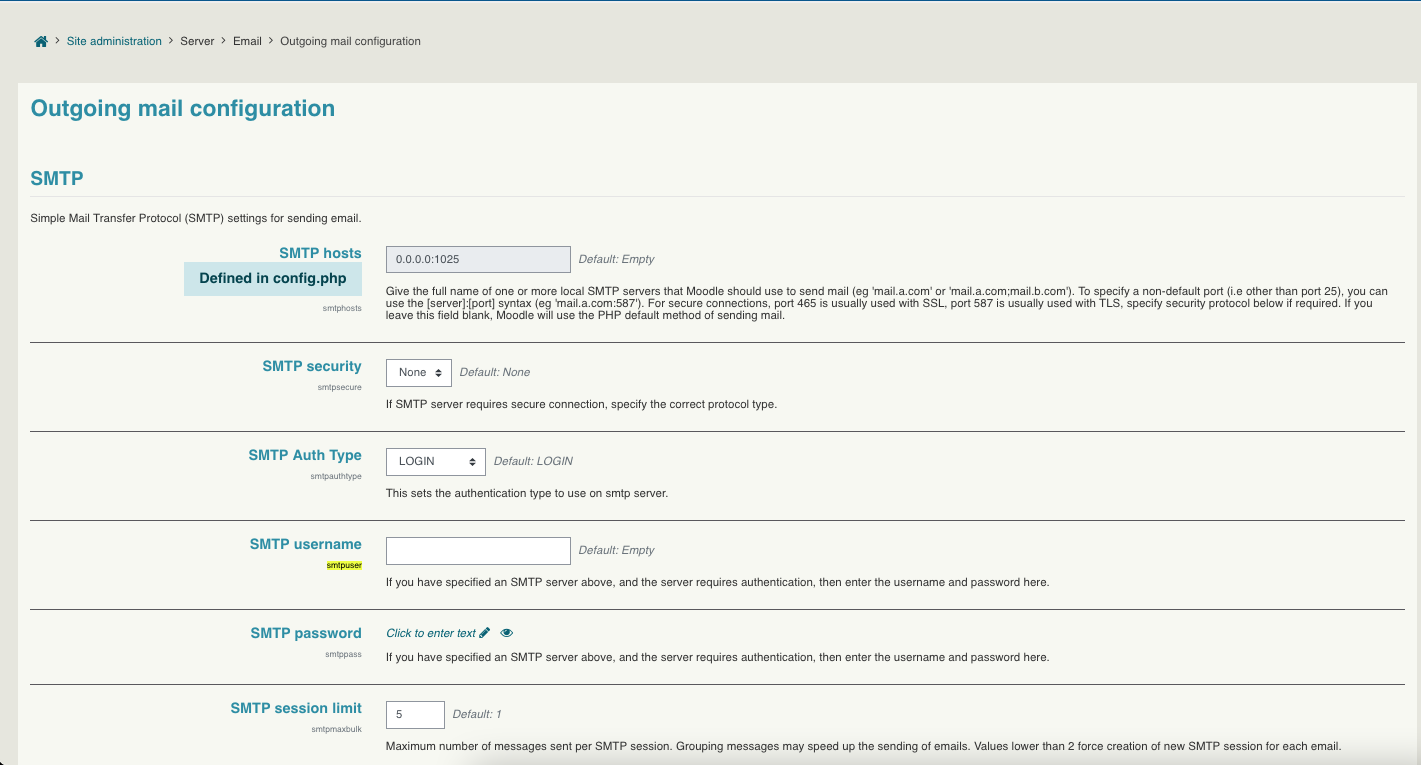 Site administration > Server > Email > Outgoing mail configuration
Outgoing mail configuration
SMTP
Simple Mail Transfer Protocol (SMTP) settings for sending email.
SMTP hosts
Defined in config.php
smtphosts
0.0.0.0:1025 Default: Empty
Give the full name of one or more local SMTP servers that Moodle should use to send mail (eg 'mail.a.com' or 'mail.a.com;mail.b.com'). To specify a non-default port (i.e other than port 25), you can
use the [server]:[port] syntax (eg 'mail.a.com:587'). For secure connections, port 465 is usually used with SSL, port 587 is usually used with TLS, specify security protocol below if required. If you
leave this field blank, Moodle will use the PHP default method of sending mail.
SMTP security
smtpsecure
None Default: None
If SMTP server requires secure connection, specify the correct protocol type.
SMTP Auth Type
smtpauthtype
LOGIN Default: LOGIN
This sets the authentication type to use on smtp server.
SMTP username
smtpuser
Default: Empty
If you have specified an SMTP server above, and the server requires authentication, then enter the username and password here.
SMTP password
smtppass
Click to enter text
If you have specified an SMTP server above, and the server requires authentication, then enter the username and password here.
SMTP session limit
smtpmaxbulk
5 Default: 1
Maximum number of messages sent per SMTP session. Grouping messages may speed up the sending of emails. Values lower than 2 force creation of new SMTP session for each email.